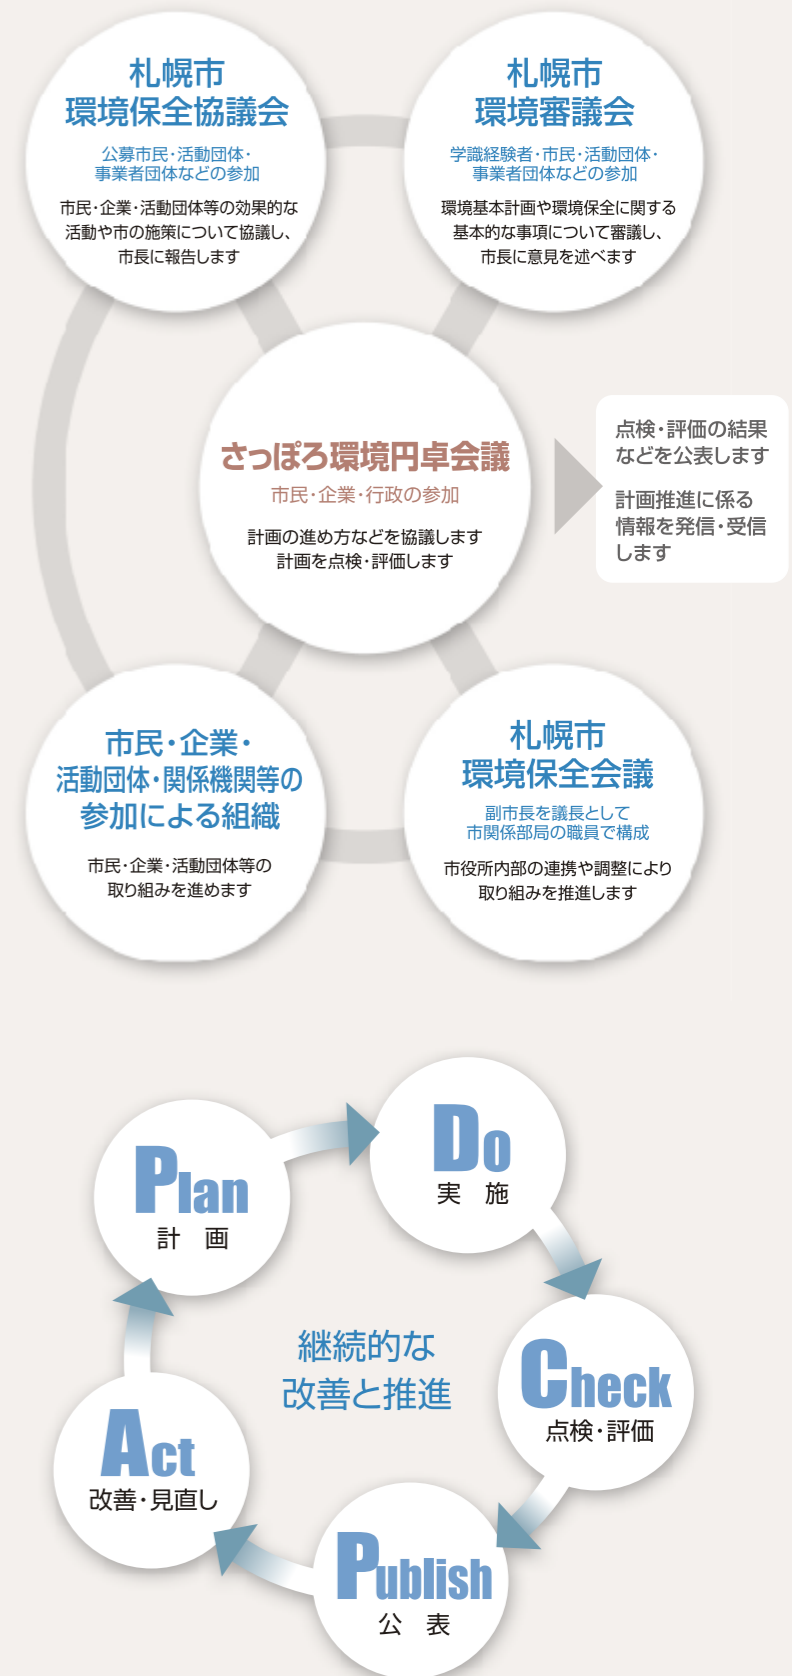 札幌市
環境保全協議会
公募市民・活動団体・
事業者団体などの参加
市民・企業・活動団体等の効果的な
活動や市の施策について協議し、
市長に報告します
札幌市
環境審議会
学識経験者・市民・活動団体・
事業者団体などの参加
環境基本計画や環境保全に関する
基本的な事項について審議し、
市長に意見を述べます
さっぽろ環境円卓会議
市民・企業・行政の参加
計画の進め方などを協議します
計画を点検・評価します
点検・評価の結果
などを公表します
計画推進に係る
情報を発信・受信
します
市民・企業・
活動団体・関係機関等の
参加による組織
市民・企業・活動団体等の
取り組みを進めます
札幌市
環境保全会議
副市長を議長として
市関係部局の職員で構成
市役所内部の連携や調整により
取り組みを推進します
Plan
計 画
Do
実 施
継続的な
改善と推進
Check
点検・評価
Act
改善・見直し
Publish
公 表